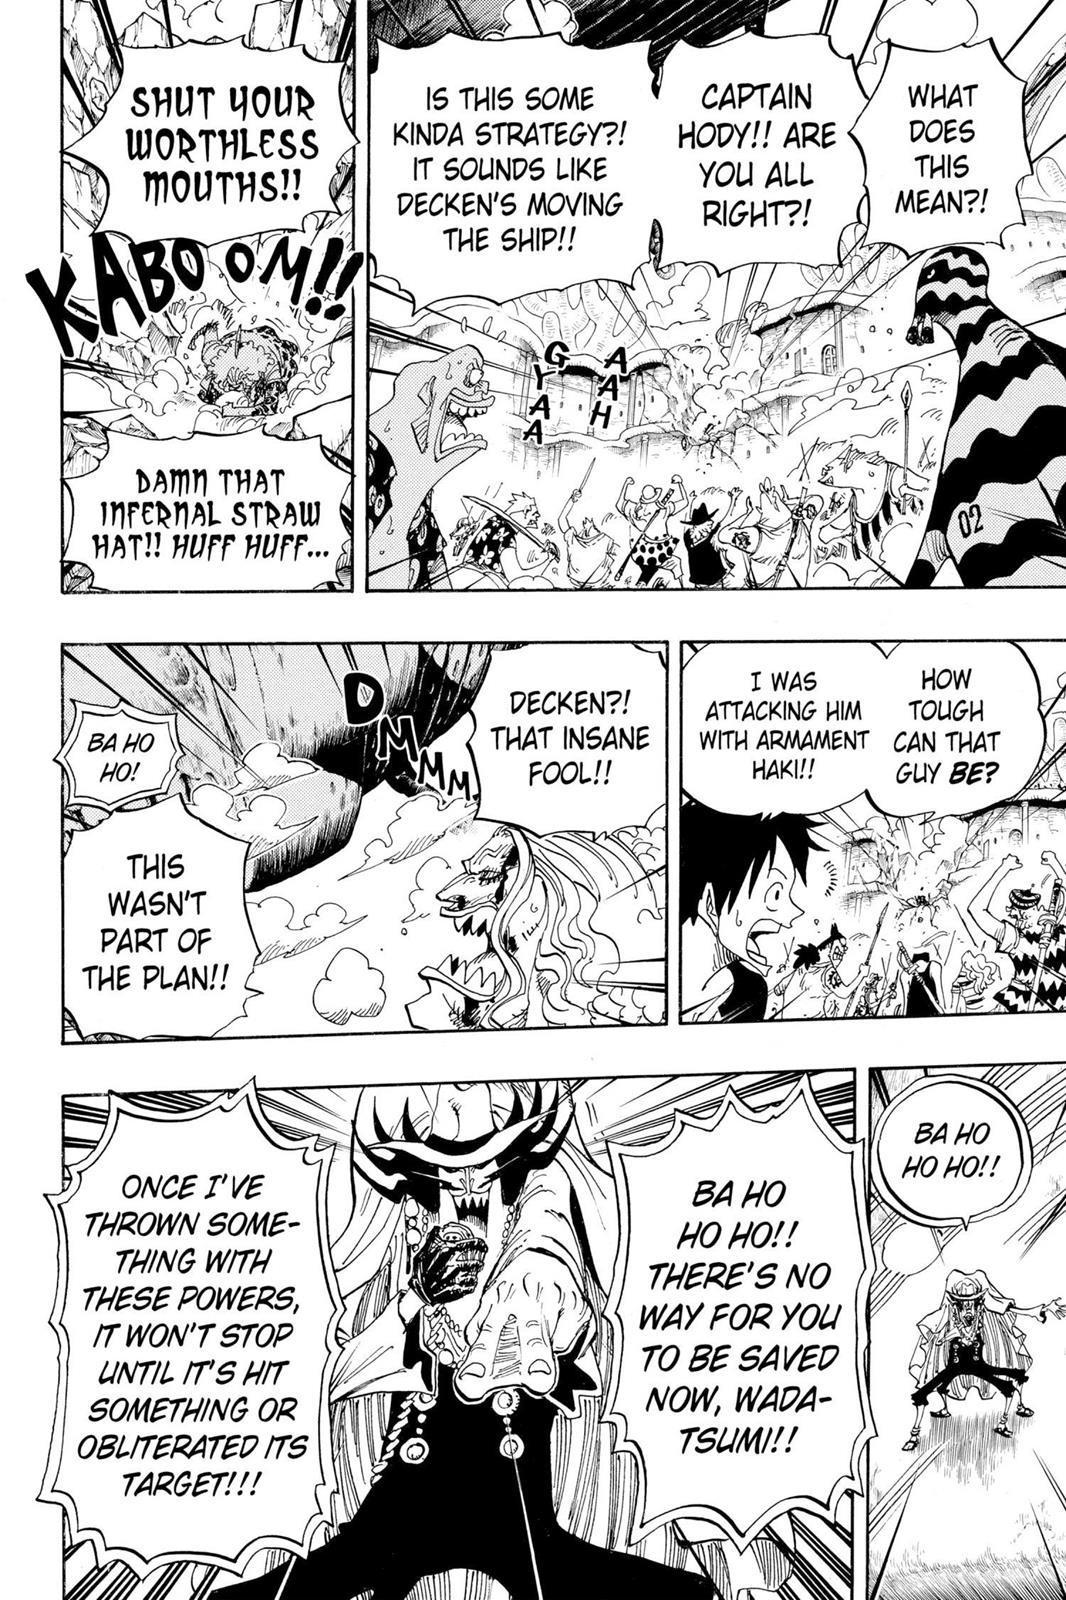 WHAT
DOES
THIS
MEAN?!
CAPTAIN
HODY!! ARE
YOU ALL
RIGHT?!
IS THIS SOME
KINDA STRATEGY?!
IT SOUNDS LIKE
DECKEN'S MOVING
THE SHIP!!
AAH
GYAA
02
SHUT YOUR
WORTHLESS
MOUTHS!!
KABOOM!!
DAMN THAT
INFERNAL STRAW
HAT!! HUFF HUFF...
HOW
TOUGH
CAN THAT
GUY BE?
I WAS
ATTACKING HIM
WITH ARMAMENT
HAKI!!
DECKEN?!
THAT INSANE
FOOL!!
DMMM
BA HO
HO!
THIS
WASN'T
PART OF
THE PLAN!!
BA HO
HO HO!!
BA HO
HO HO!!
THERE'S NO
WAY FOR YOU
TO BE SAVED
NOW, WADA-
TSUMI!!
ONCE I'VE
THROWN SOME-
THING WITH
THESE POWERS,
IT WON'T STOP
UNTIL IT'S HIT
SOMETHING OR
OBLITERATED ITS
TARGET!!!